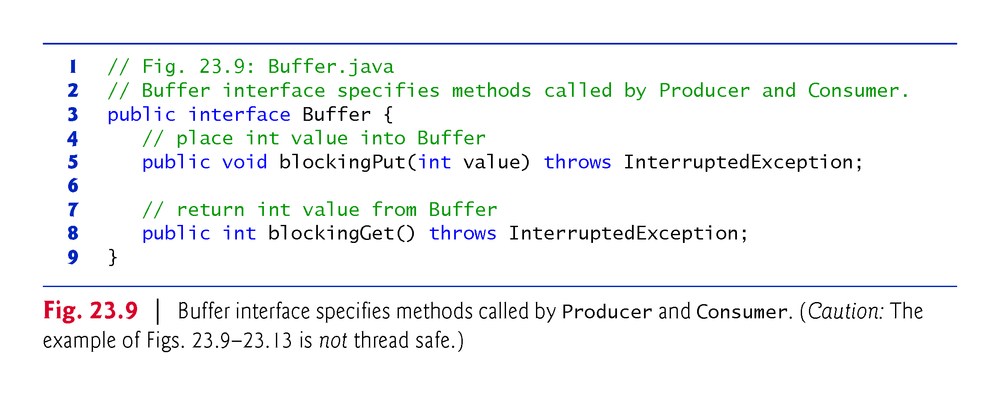 1 // Fig. 23.9: Buffer.java
2 // Buffer interface specifies methods called by Producer and Consumer.
3 public interface Buffer {
4    // place int value into Buffer
5    public void blockingPut(int value) throws InterruptedException;
6
7    // return int value from Buffer
8    public int blockingGet() throws InterruptedException;
9 }
Fig. 23.9 | Buffer interface specifies methods called by Producer and Consumer. (Caution: The
example of Figs. 23.9–23.13 is not thread safe.)